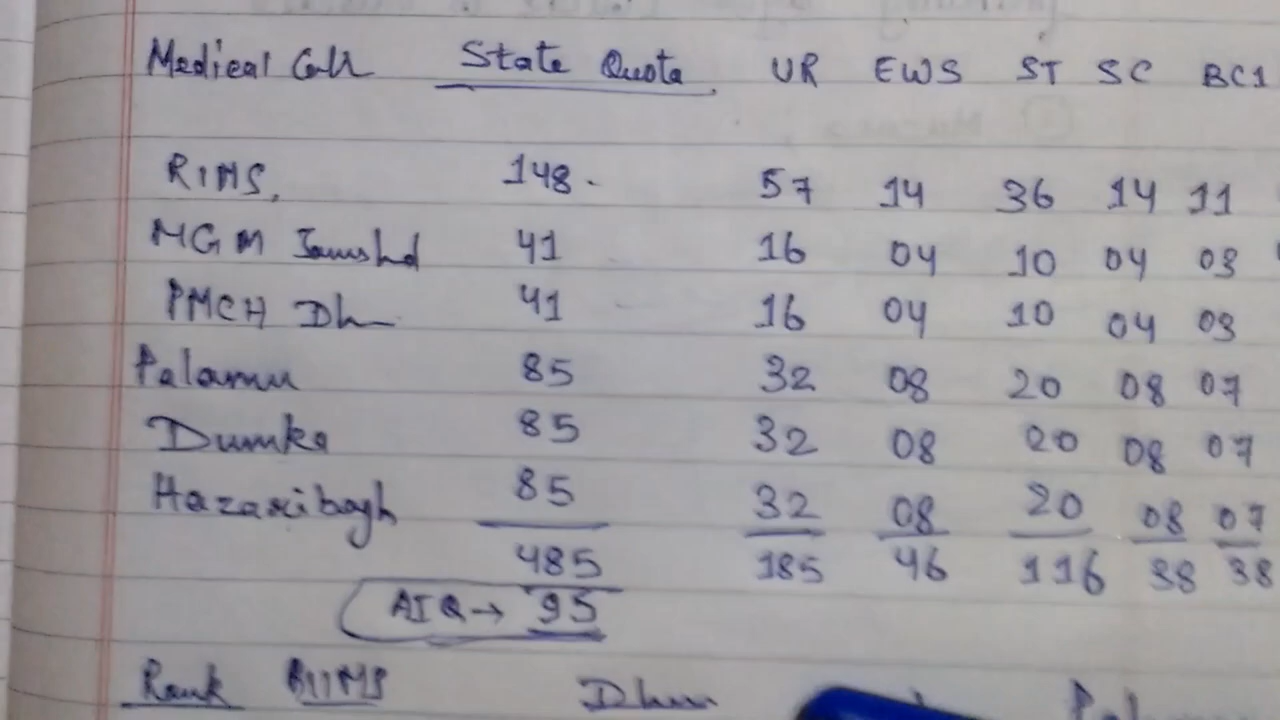 Medical Coll State Quota UR EWS ST SC BC1
RIMS, 148 57 14 36 14 11
MGM Jamshd 41 16 04 10 04 03
PMCH Dh 41 16 04 10 04 03
Palamu 85 32 08 20 08 07
Dumka 85 32 08 20 08 07
Hazaribagh 85 32 08 20 08 07
485 185 46 116 38 38
AIQ → 95
Rank RIIMS Dhn